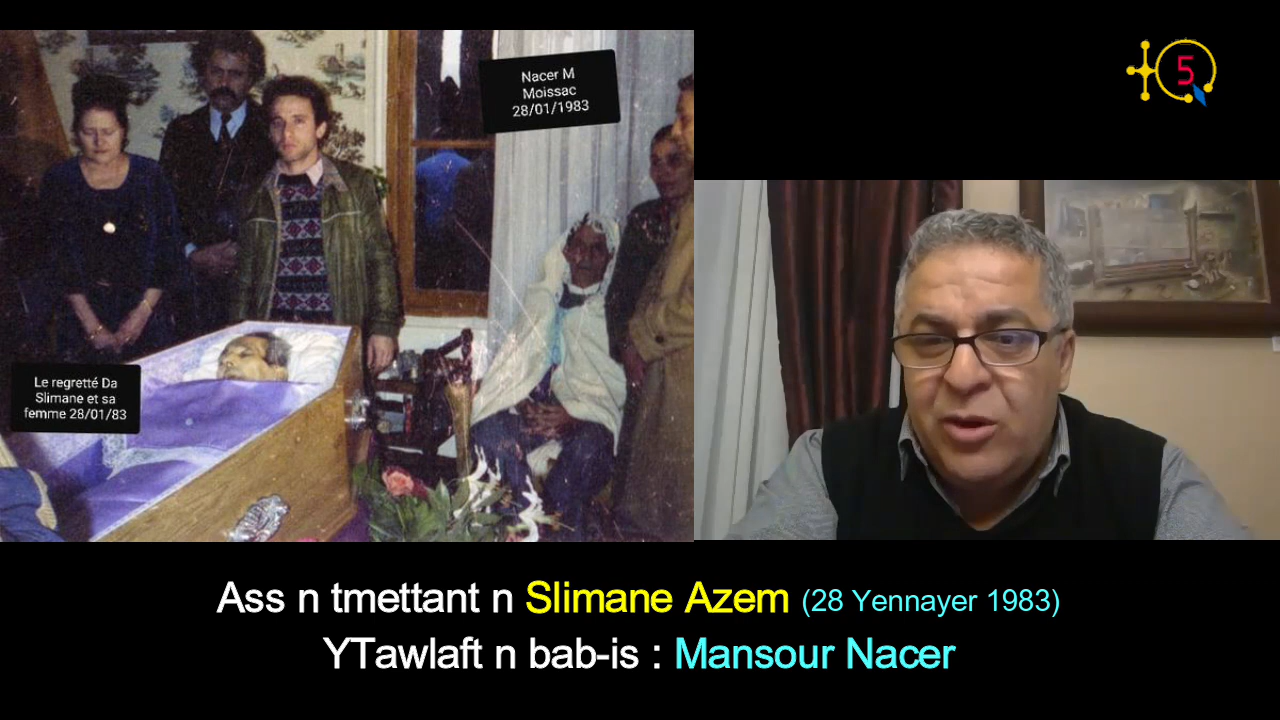 Nacer M
Moissac
28/01/1983
5
Le regretté Da
Slimane et sa
femme 28/01/83
Ass n tmettant n Slimane Azem (28 Yennayer 1983)
YTawlaft n bab-is : Mansour Nacer